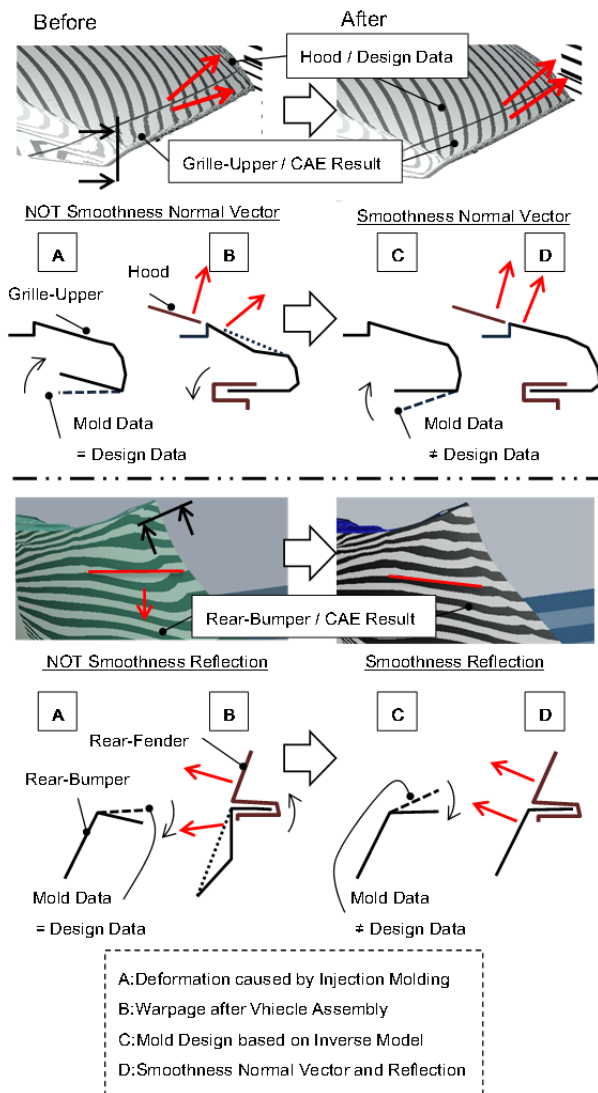 Before
After
Hood / Design Data
Grille-Upper / CAE Result
NOT Smoothness Normal Vector
Smoothness Normal Vector
A
B
C
D
Hood
Grille-Upper
Mold Data
= Design Data
Mold Data
≠ Design Data
Rear-Bumper / CAE Result
NOT Smoothness Reflection
Smoothness Reflection
A
B
C
D
Rear-Fender
Rear-Bumper
Mold Data
= Design Data
Mold Data
≠ Design Data
A:Deformation caused by Injection Molding
B:Warpage after Vhiecle Assembly
C:Mold Design based on Inverse Model
D:Smoothness Normal Vector and Reflection